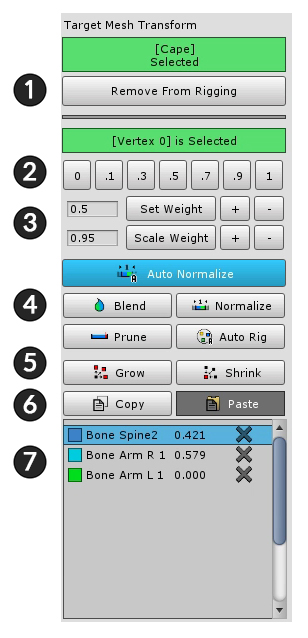 Target Mesh Transform
[Cape]
Selected
1 Remove From Rigging
[Vertex 0] is Selected
2 0 .1 .3 .5 .7 .9 1
3 0.5 Set Weight + -
0.95 Scale Weight + -
Auto Normalize
4 Blend Normalize
Prune Auto Rig
5 Grow Shrink
6 Copy Paste
7 Bone Spine2 0.421
Bone Arm R 1 0.579
Bone Arm L 1 0.000